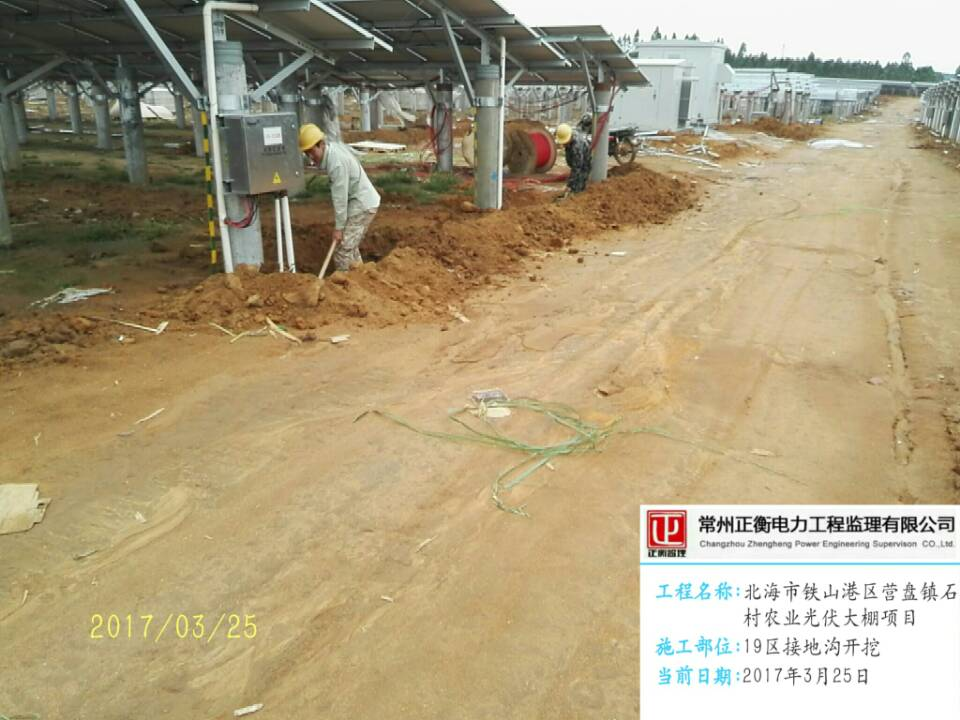 2017/03/25
常州正衡电力工程监理有限公司
Changzhou Zhengheng Power Engineering Supervison CO.,Ltd.
正衡监理
工程名称:北海市铁山港区营盘镇石
村农业光伏大棚项目
施工部位:19区接地沟开挖
当前日期:2017年3月25日